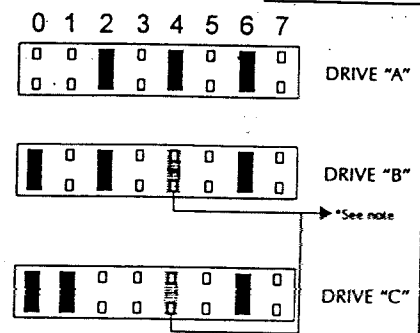 0 1 2 3 4 5 6 7
DRIVE "A"
DRIVE "B"
*See note
DRIVE "C"